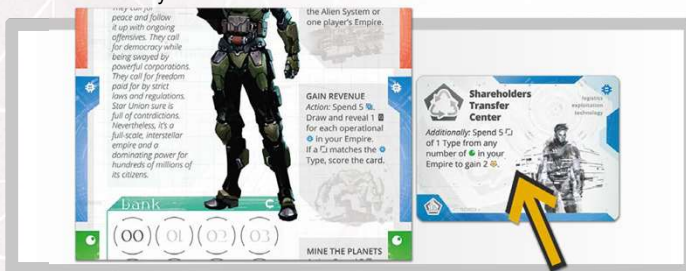 peace and follow
it up with ongoing
offensives. They call
for democracy while
being swayed by
powerful corporations.
They call for freedom
paid for by strict
laws and regulations.
Star Union sure is
full of contrdictions.
Nevertheless, it's a
full-scale, interstellar
empire and a
dominating power for
hundreds of millions of
its citizens.
Bank
00 01 02 03
the Alien System or
one player's Empire.
GAIN REVENUE
Action: Spend 5
Draw and reveal 1
for each operational
in your Empire.
If a matches the
Type, score the card.
MINE THE PLANETS
Shareholders
Transfer
Center
logistics
exploitation
technology
Additionally: Spend 5
of 1 Type from any
number of in your
Empire to gain 2